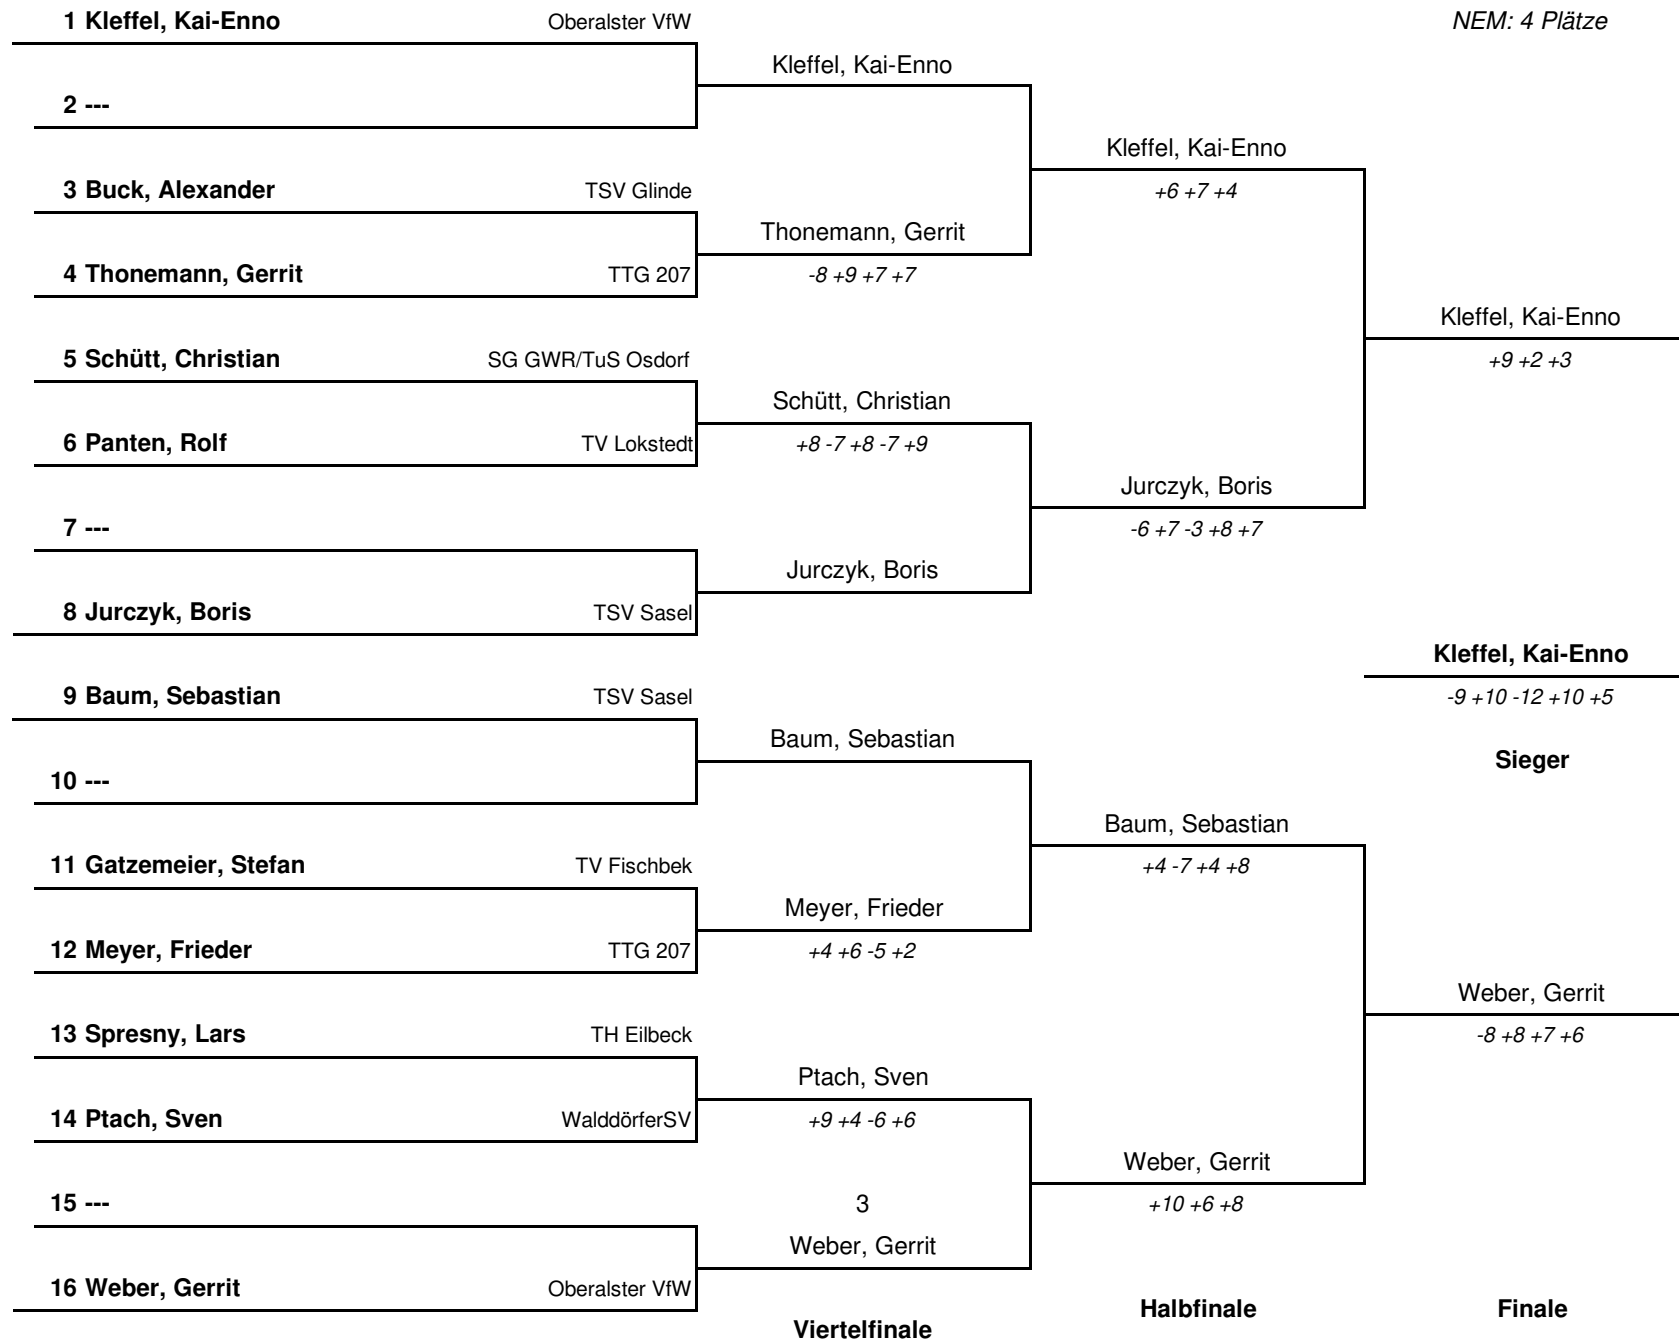 1 Kleffel, Kai-Enno Oberalster VfW NEM: 4 Plätze
Kleffel, Kai-Enno
2 ---
Kleffel, Kai-Enno
3 Buck, Alexander TSV Glinde +6 +7 +4
Thonemann, Gerrit
4 Thonemann, Gerrit TTG 207 -8 +9 +7 +7
Kleffel, Kai-Enno
5 Schütt, Christian SG GWR/TuS Osdorf +9 +2 +3
Schütt, Christian
6 Panten, Rolf TV Lokstedt +8 -7 +8 -7 +9
Jurczyk, Boris
7 --- -6 +7 -3 +8 +7
Jurczyk, Boris
8 Jurczyk, Boris TSV Sasel
Kleffel, Kai-Enno
9 Baum, Sebastian TSV Sasel -9 +10 -12 +10 +5
Baum, Sebastian
Sieger
10 ---
Baum, Sebastian
11 Gatzemeier, Stefan TV Fischbek +4 -7 +4 +8
Meyer, Frieder
12 Meyer, Frieder TTG 207 +4 +6 -5 +2
Weber, Gerrit
13 Spresny, Lars TH Eilbeck -8 +8 +7 +6
Ptach, Sven
14 Ptach, Sven WalddörferSV +9 +4 -6 +6
Weber, Gerrit
15 --- 3 +10 +6 +8
Weber, Gerrit
16 Weber, Gerrit Oberalster VfW
Halbfinale Finale
Viertelfinale